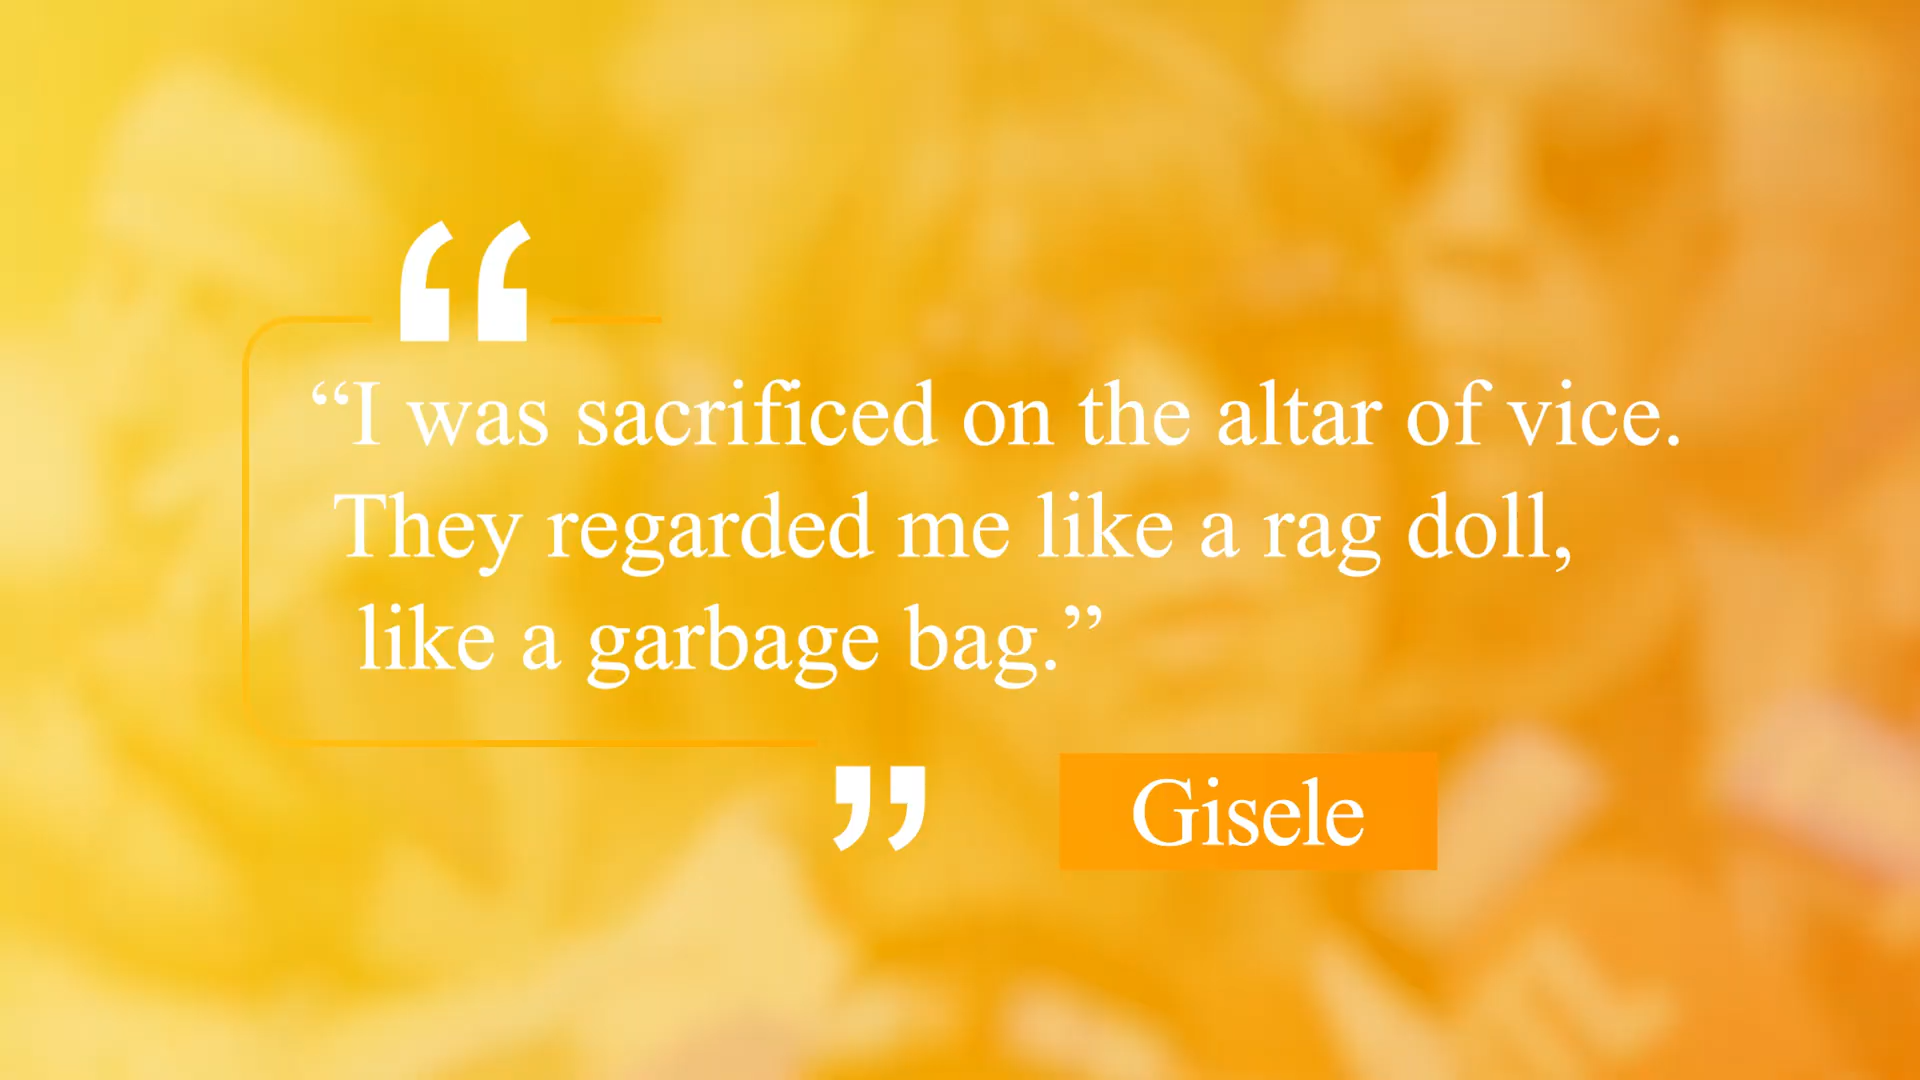 “I was sacrificed on the altar of vice.
They regarded me like a rag doll,
like a garbage bag.”
Gisele